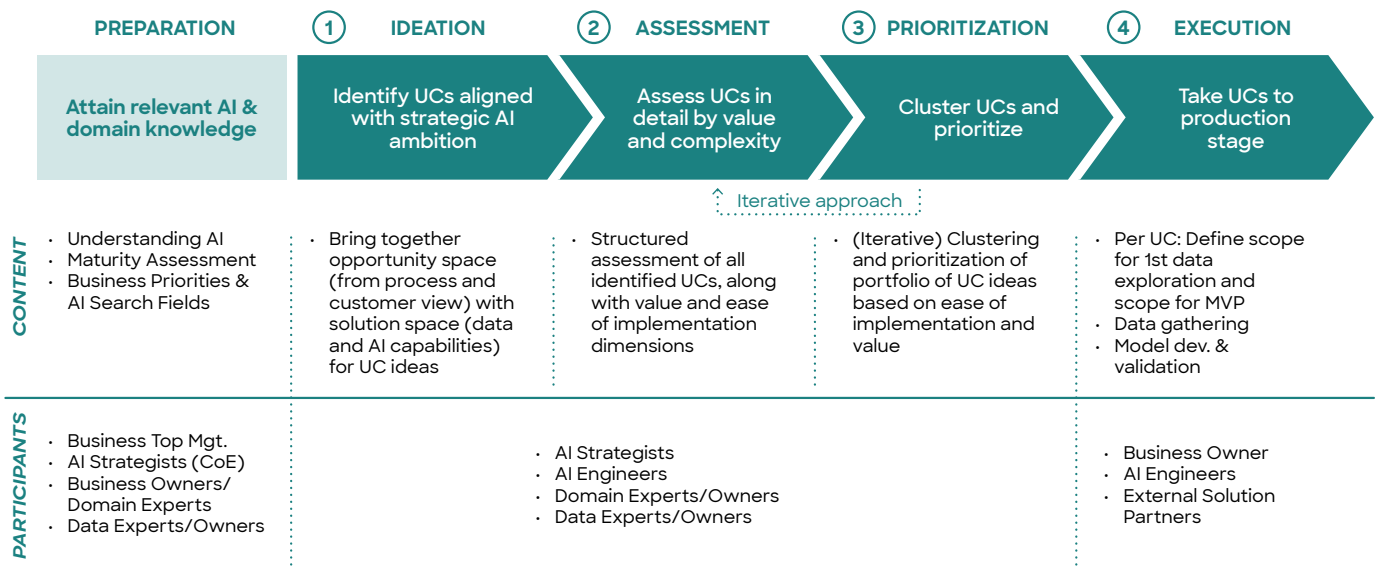 PREPARATION
1 IDEATION
2 ASSESSMENT
3 PRIORITIZATION
4 EXECUTION
Attain relevant AI &
domain knowledge
Identify UCs aligned
with strategic AI
ambition
Assess UCs in
detail by value
and complexity
Cluster UCs and
prioritize
Take UCs to
production
stage
Iterative approach
CONTENT
· Understanding AI
· Maturity Assessment
· Business Priorities &
AI Search Fields
· Bring together
opportunity space
(from process and
customer view) with
solution space (data
and AI capabilities)
for UC ideas
· Structured
assessment of all
identified UCs, along
with value and ease
of implementation
dimensions
· (Iterative) Clustering
and prioritization of
portfolio of UC ideas
based on ease of
implementation and
value
· Per UC: Define scope
for 1st data
exploration and
scope for MVP
· Data gathering
· Model dev. &
validation
PARTICIPANTS
· Business Top Mgt.
· AI Strategists (CoE)
· Business Owners/
Domain Experts
· Data Experts/Owners
· AI Strategists
· AI Engineers
· Domain Experts/Owners
· Data Experts/Owners
· Business Owner
· AI Engineers
· External Solution
Partners